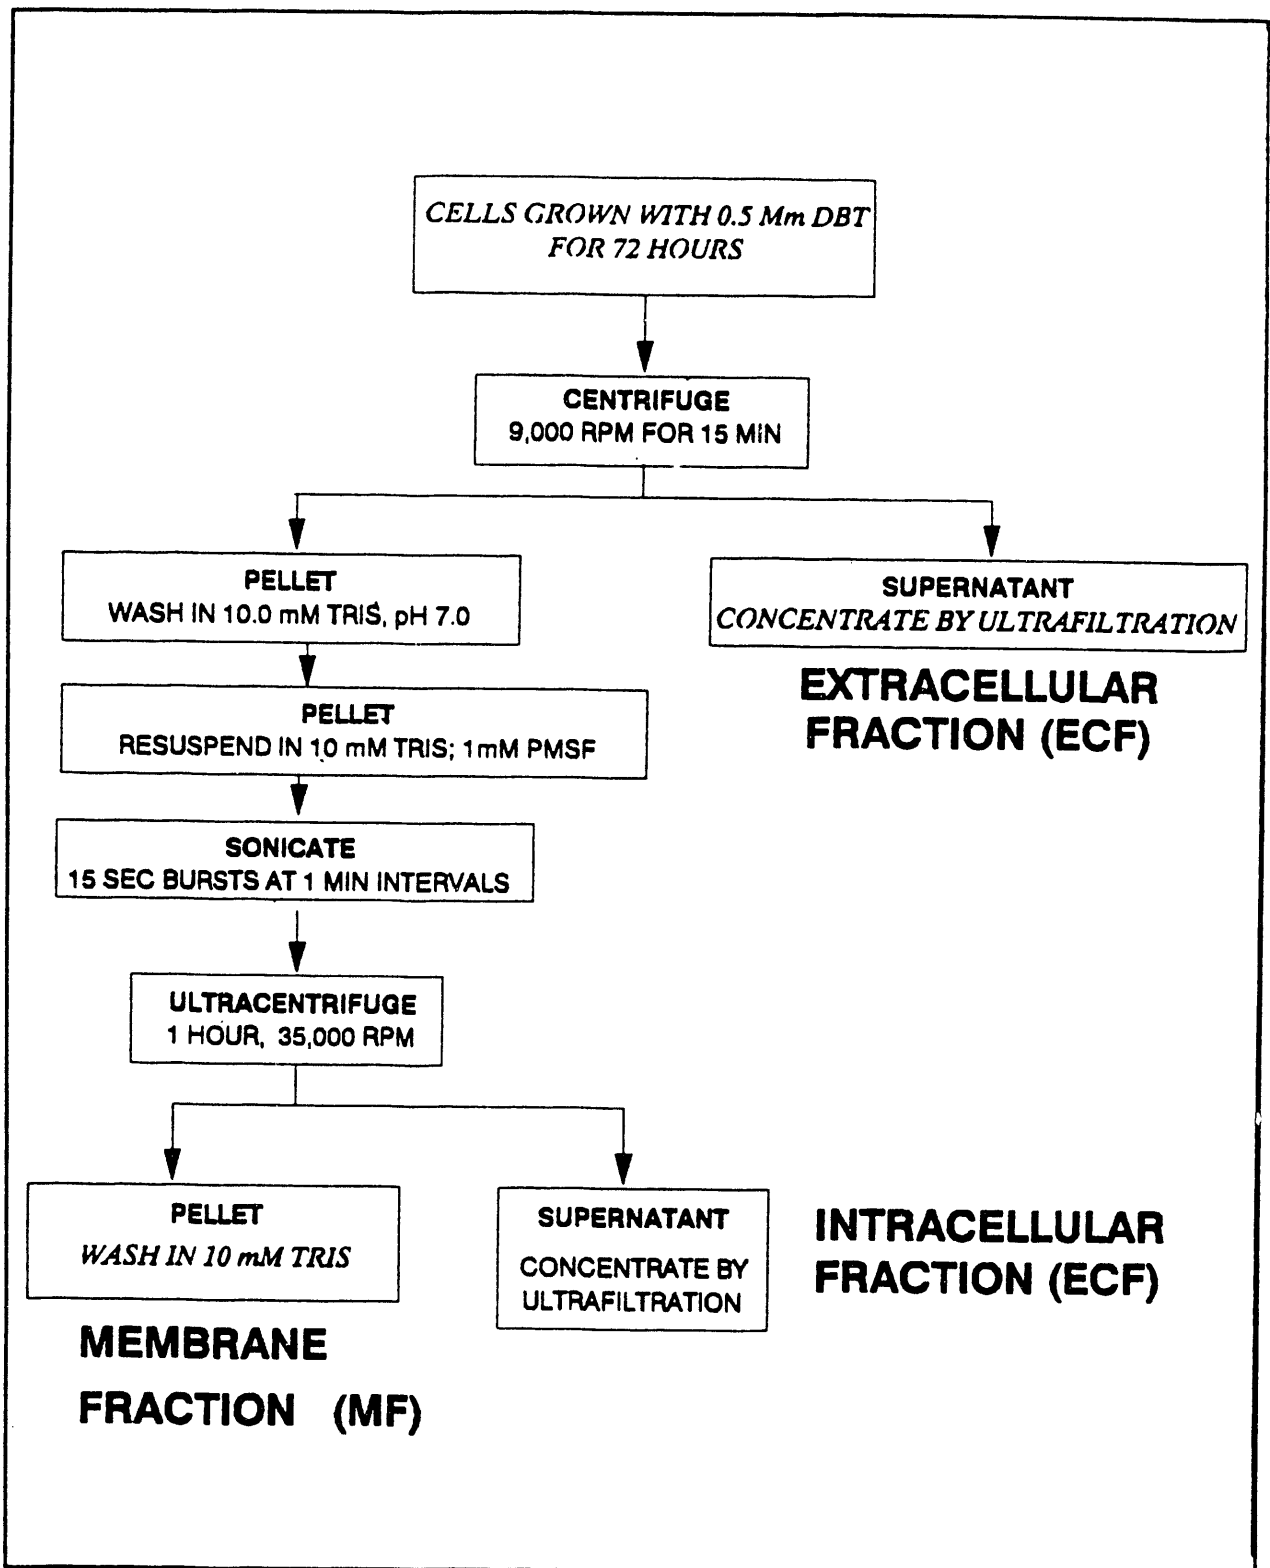 CELLS GROWN WITH 0.5 Mm DBT
FOR 72 HOURS
CENTRIFUGE
9,000 RPM FOR 15 MIN
PELLET
WASH IN 10.0 mM TRIS, pH 7.0
SUPERNATANT
CONCENTRATE BY ULTRAFILTRATION
EXTRACELLULAR
FRACTION (ECF)
PELLET
RESUSPEND IN 10 mM TRIS; 1mM PMSF
SONICATE
15 SEC BURSTS AT 1 MIN INTERVALS
ULTRACENTRIFUGE
1 HOUR, 35,000 RPM
PELLET
WASH IN 10 mM TRIS
MEMBRANE
FRACTION (MF)
SUPERNATANT
CONCENTRATE BY
ULTRAFILTRATION
INTRACELLULAR
FRACTION (ECF)